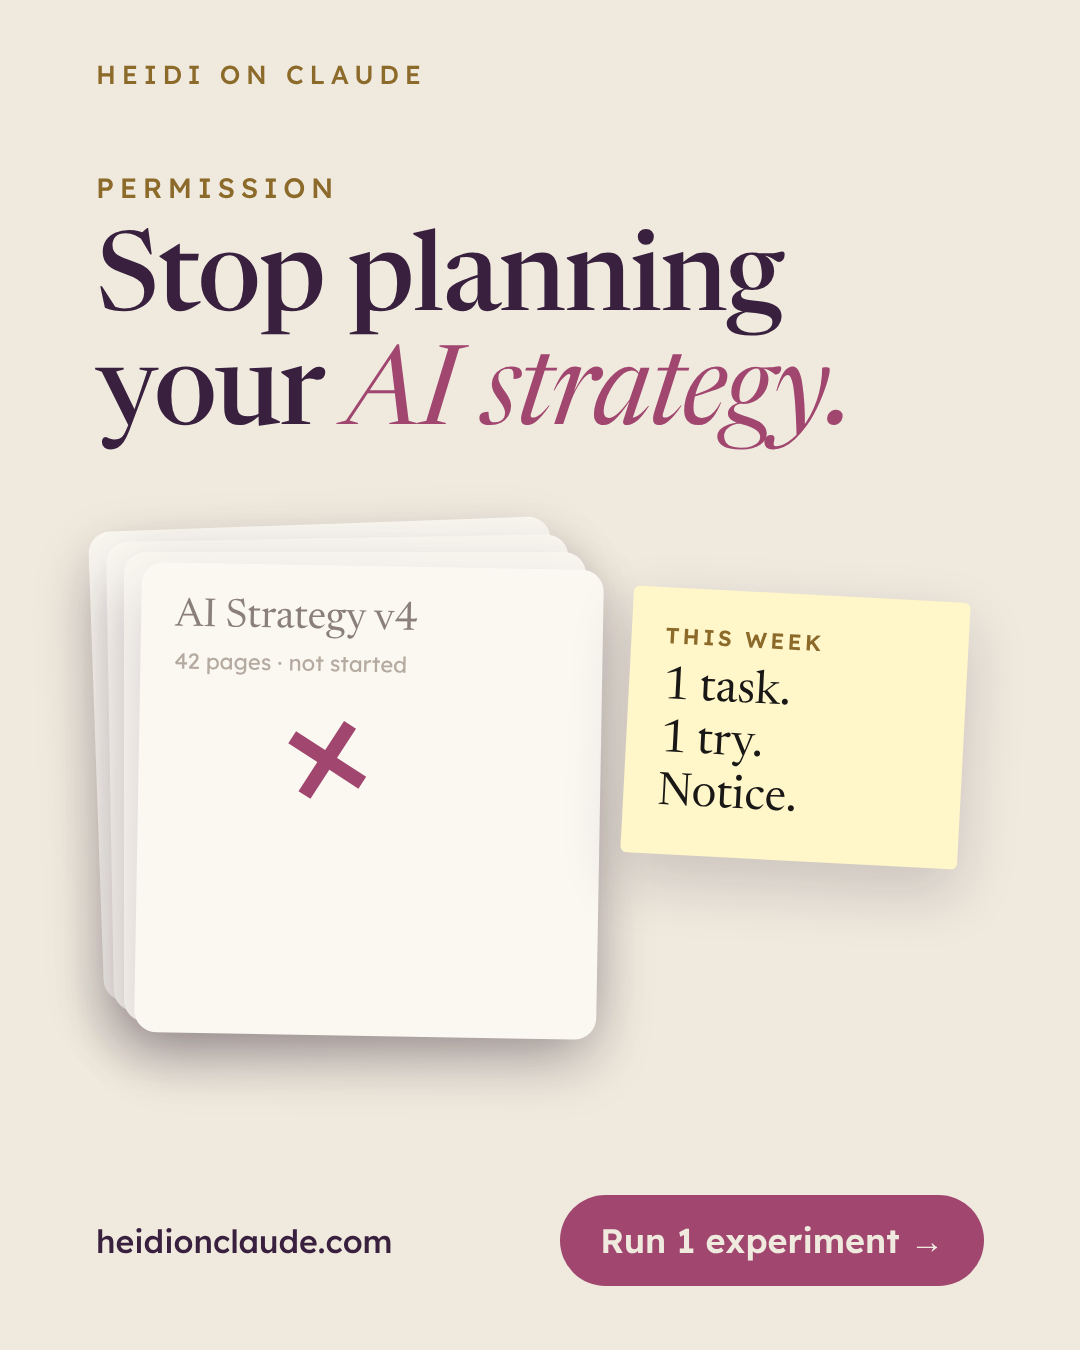 HEIDI ON CLAUDE
PERMISSION
Stop planning
your AI strategy.
AI Strategy v4
42 pages · not started
THIS WEEK
1 task.
1 try.
Notice.
heidionclaude.com
Run 1 experiment →